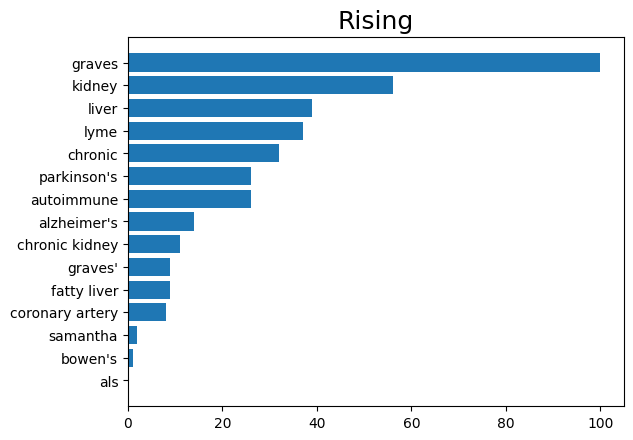 Rising
graves
kidney
liver
lyme
chronic
parkinson's
autoimmune
alzheimer's
chronic kidney
graves'
fatty liver
coronary artery
samantha
bowen's
als
0 20 40 60 80 100